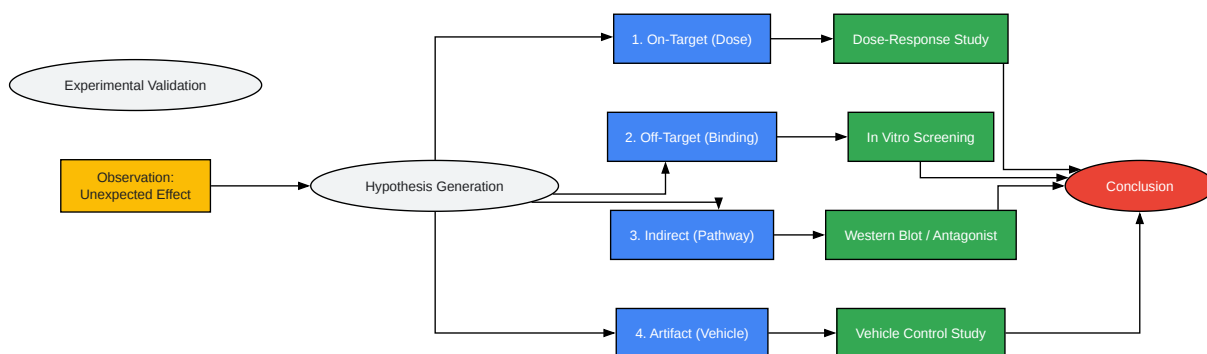 1. On-Target (Dose)
Dose-Response Study
Experimental Validation
2. Off-Target (Binding)
In Vitro Screening
Observation:
Unexpected Effect
Hypothesis Generation
Conclusion
3. Indirect (Pathway)
Western Blot / Antagonist
4. Artifact (Vehicle)
Vehicle Control Study